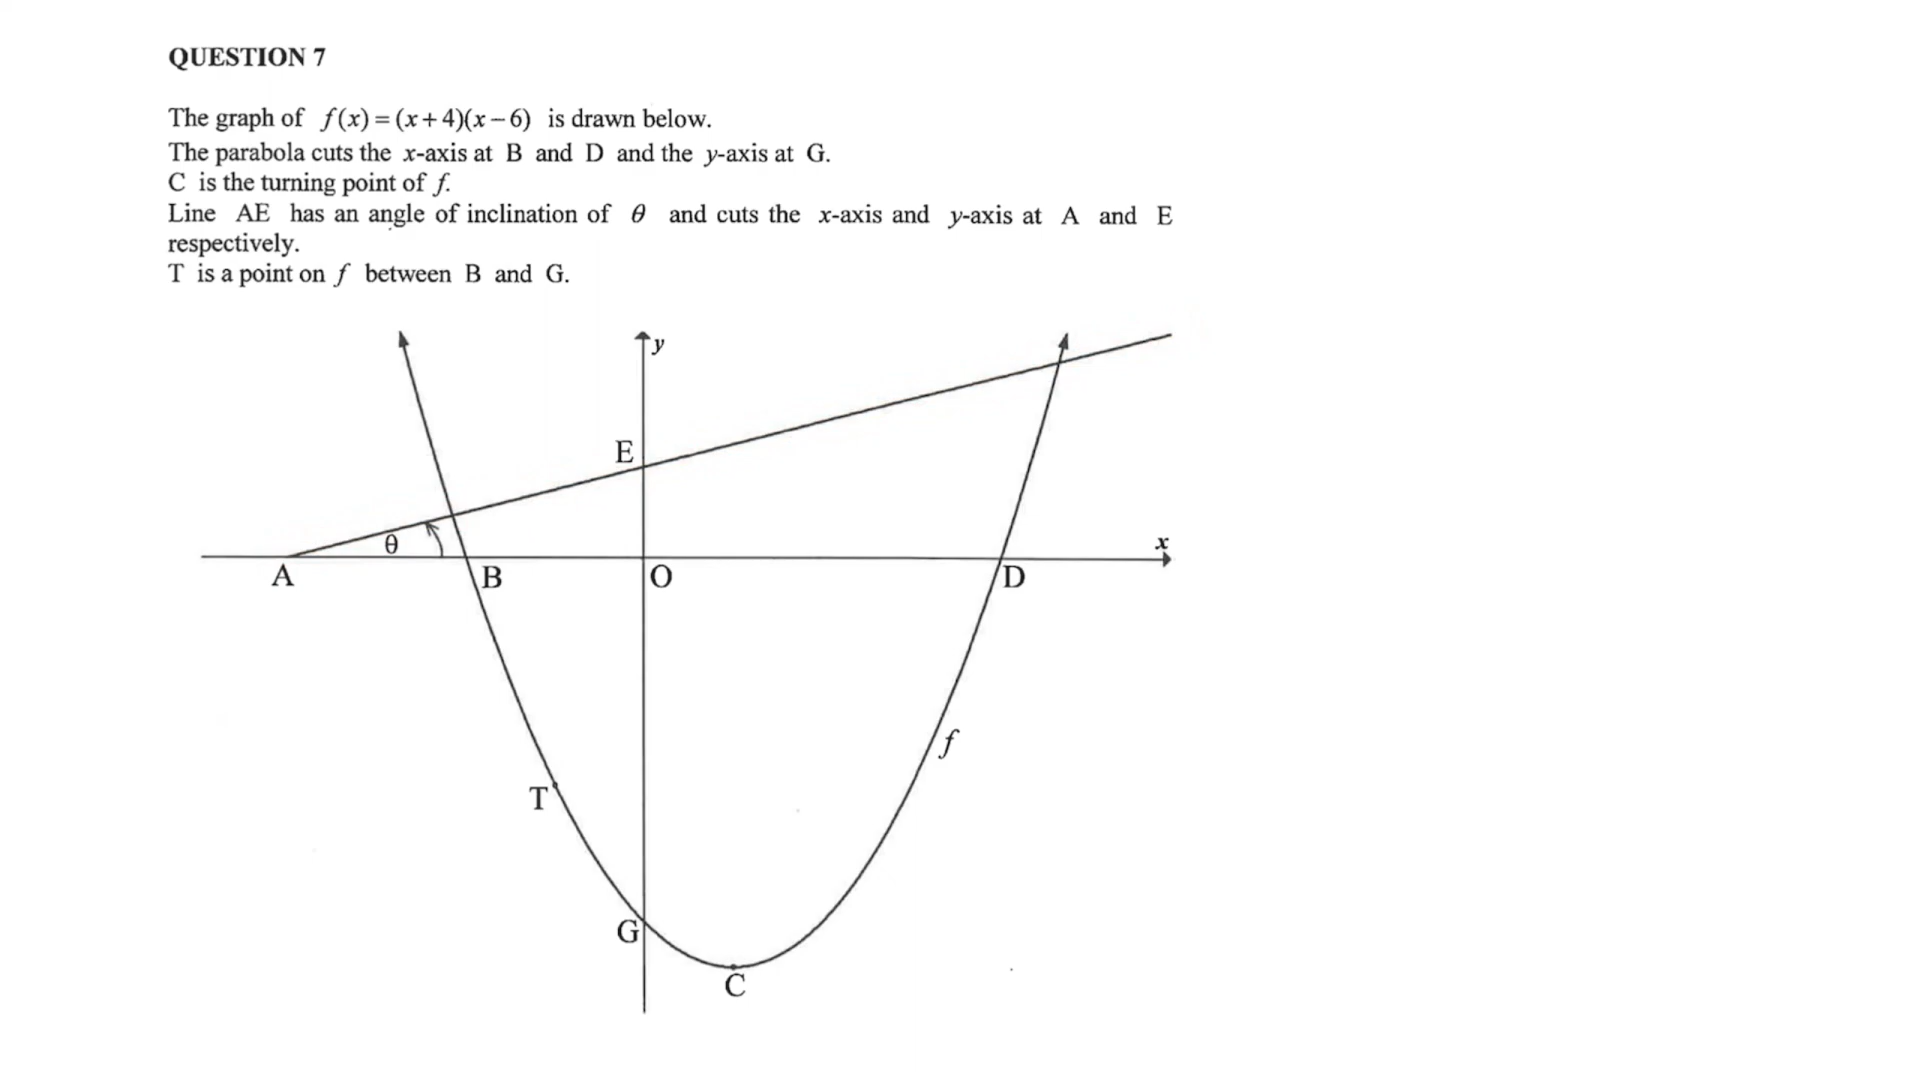 QUESTION 7
The graph of f(x) = (x + 4)(x − 6) is drawn below.
The parabola cuts the x-axis at B and D and the y-axis at G.
C is the turning point of f.
Line AE has an angle of inclination of θ and cuts the x-axis and y-axis at A and E
respectively.
T is a point on f between B and G.
y
E
θ
x
A
B
O
D
f
T
G
C